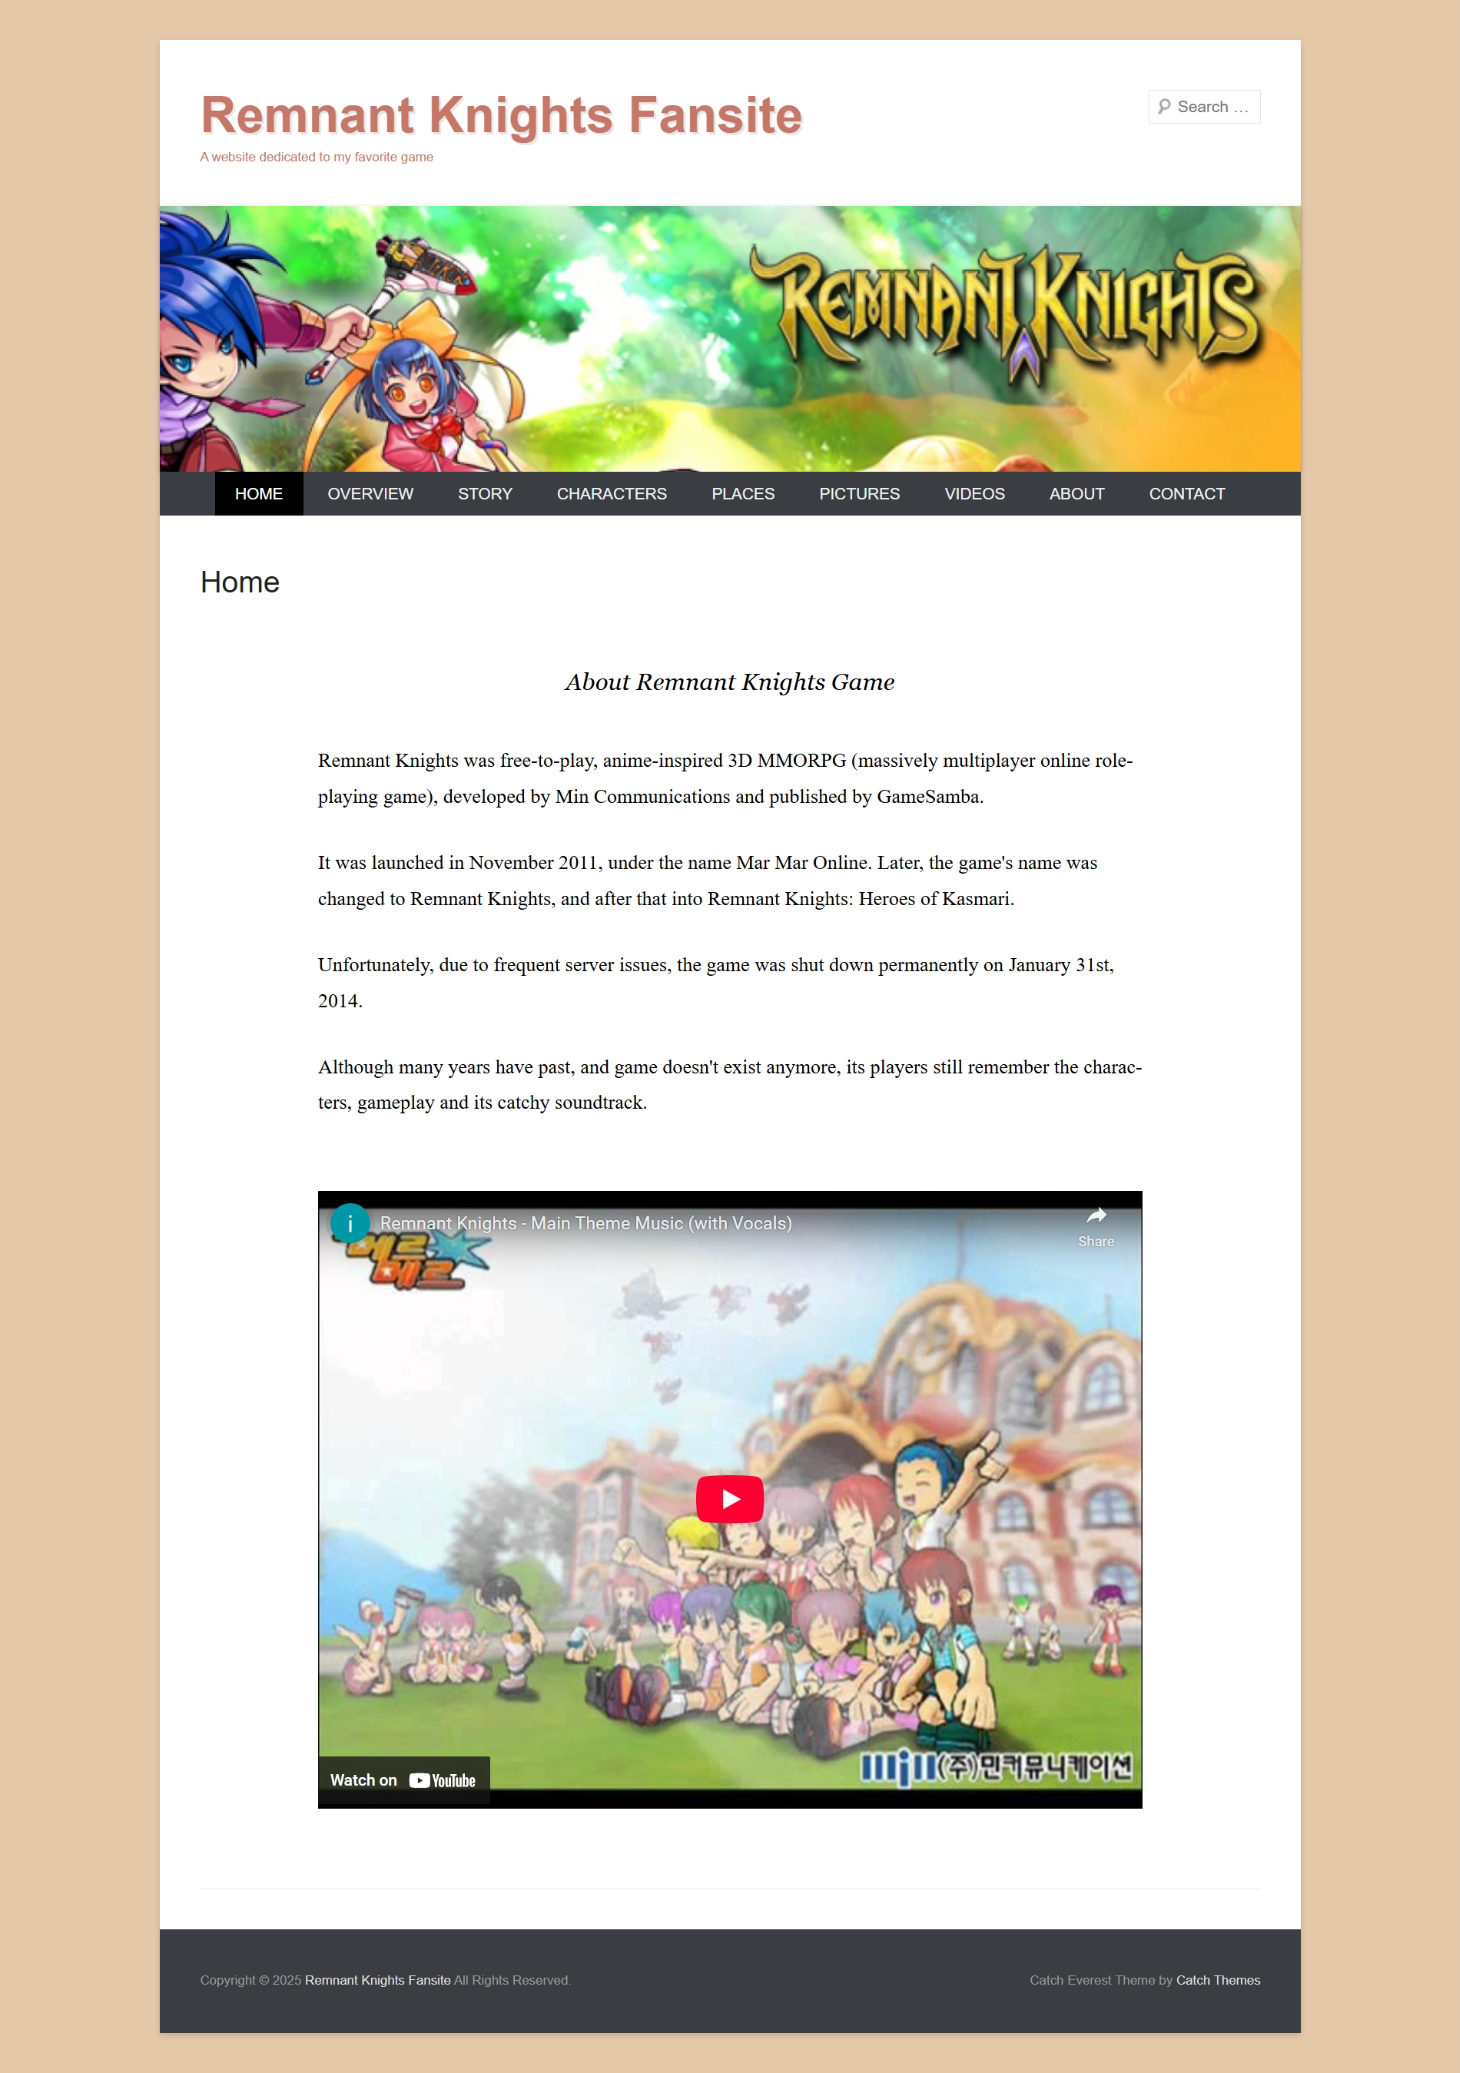 Remnant Knights Fansite
A website dedicated to my favorite game
Search …
REMNANT KNIGHTS
HOME OVERVIEW STORY CHARACTERS PLACES PICTURES VIDEOS ABOUT CONTACT
Home
About Remnant Knights Game
Remnant Knights was free-to-play, anime-inspired 3D MMORPG (massively multiplayer online role-
playing game), developed by Min Communications and published by GameSamba.
It was launched in November 2011, under the name Mar Mar Online. Later, the game's name was
changed to Remnant Knights, and after that into Remnant Knights: Heroes of Kasmari.
Unfortunately, due to frequent server issues, the game was shut down permanently on January 31st,
2014.
Although many years have past, and game doesn't exist anymore, its players still remember the charac-
ters, gameplay and its catchy soundtrack.
i Remnant Knights - Main Theme Music (with Vocals)
Share
메르
메르
Watch on YouTube
min (주)민커뮤니케이션
Copyright © 2025 Remnant Knights Fansite All Rights Reserved.
Catch Everest Theme by Catch Themes